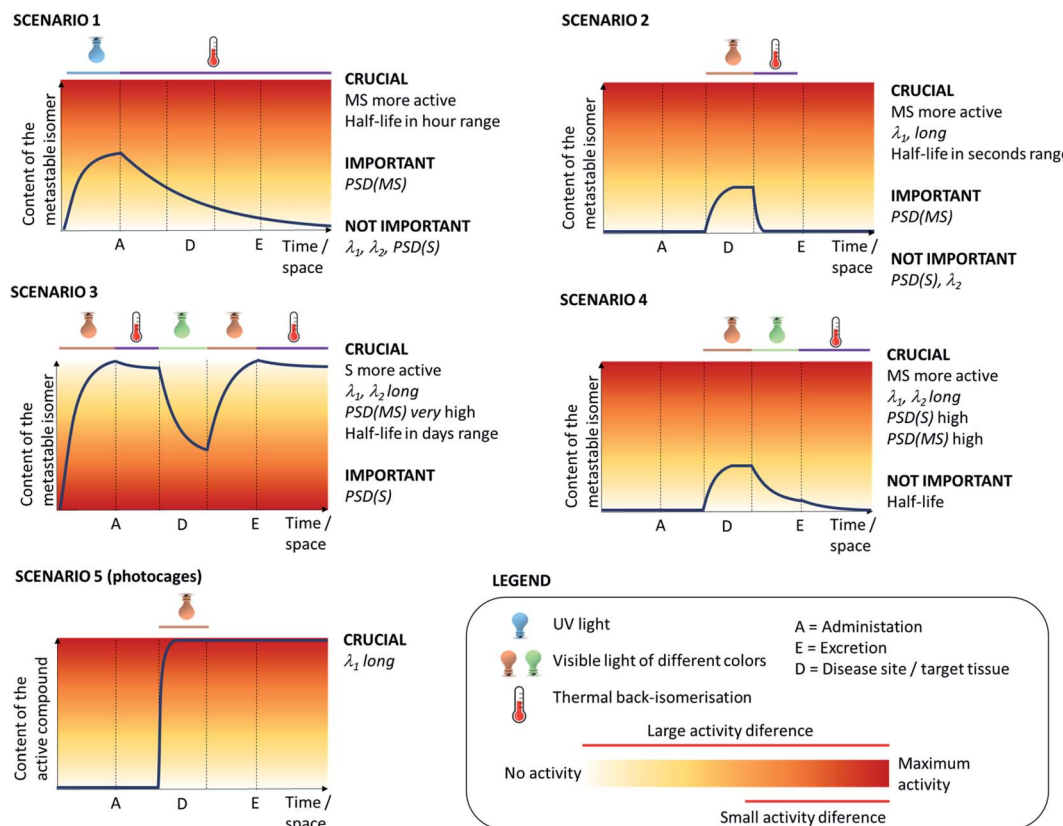 SCENARIO 1
CRUCIAL
MS more active
Half-life in hour range
IMPORTANT
PSD(MS)
NOT IMPORTANT
λ1, λ2, PSD(S)
Content of the
metastable isomer
A D E Time /
space
SCENARIO 2
CRUCIAL
MS more active
λ1, long
Half-life in seconds range
IMPORTANT
PSD(MS)
NOT IMPORTANT
PSD(S), λ2
Content of the
metastable isomer
A D E Time /
space
SCENARIO 3
CRUCIAL
S more active
λ1, λ2 long
PSD(MS) very high
Half-life in days range
IMPORTANT
PSD(S)
Content of the
metastable isomer
A D E Time /
space
SCENARIO 4
CRUCIAL
MS more active
λ1, λ2 long
PSD(S) high
PSD(MS) high
NOT IMPORTANT
Half-life
Content of the
metastable isomer
A D E Time /
space
SCENARIO 5 (photocages)
CRUCIAL
λ1 long
Content of the
active compound
A D E Time /
space
LEGEND
UV light
Visible light of different colors
Thermal back-isomerisation
A = Administation
E = Excretion
D = Disease site / target tissue
Large activity diference
No activity
Maximum
activity
Small activity diference